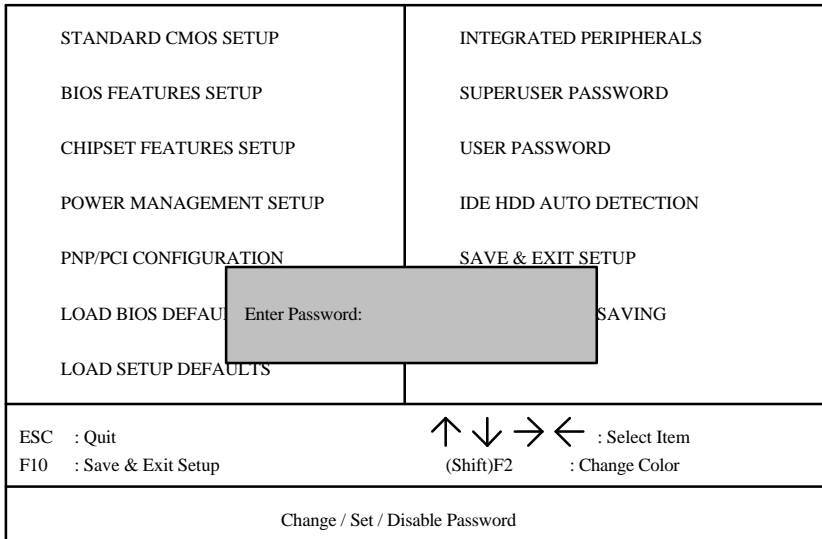 STANDARD CMOS SETUP
BIOS FEATURES SETUP
CHIPSET FEATURES SETUP
POWER MANAGEMENT SETUP
PNP/PCI CONFIGURATION
LOAD BIOS DEFAU
LOAD SETUP DEFAULTS
INTEGRATED PERIPHERALS
SUPERUSER PASSWORD
USER PASSWORD
IDE HDD AUTO DETECTION
SAVE & EXIT SETUP
SAVING
Enter Password:
ESC : Quit
F10 : Save & Exit Setup
↑ ↓ → ← : Select Item
(Shift)F2 : Change Color
Change / Set / Disable Password